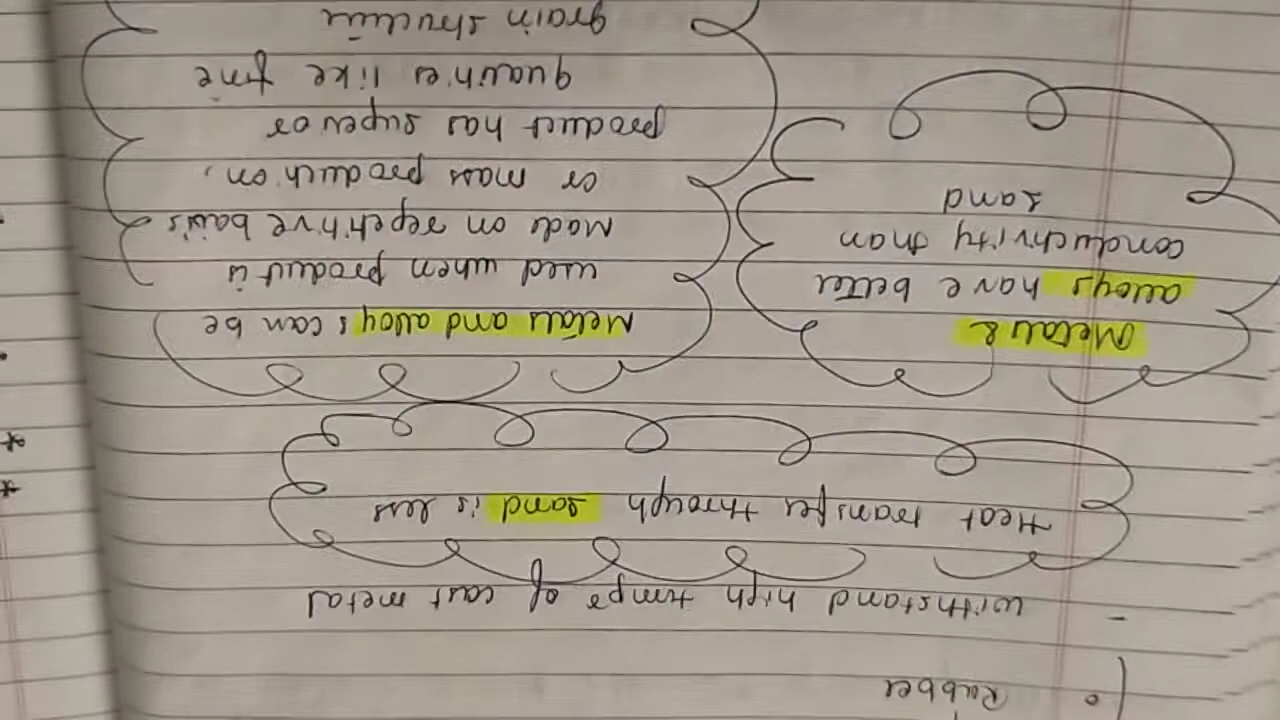 Rubber
- withstand high temps of cast metal
Heat transfer through sand is less
Metals &
alloys have better
conductivity than
sand
Metals and alloys can be
used when product is
Made on repetitive basis
or mass production,
product has superior
qualities like fine
grain structure